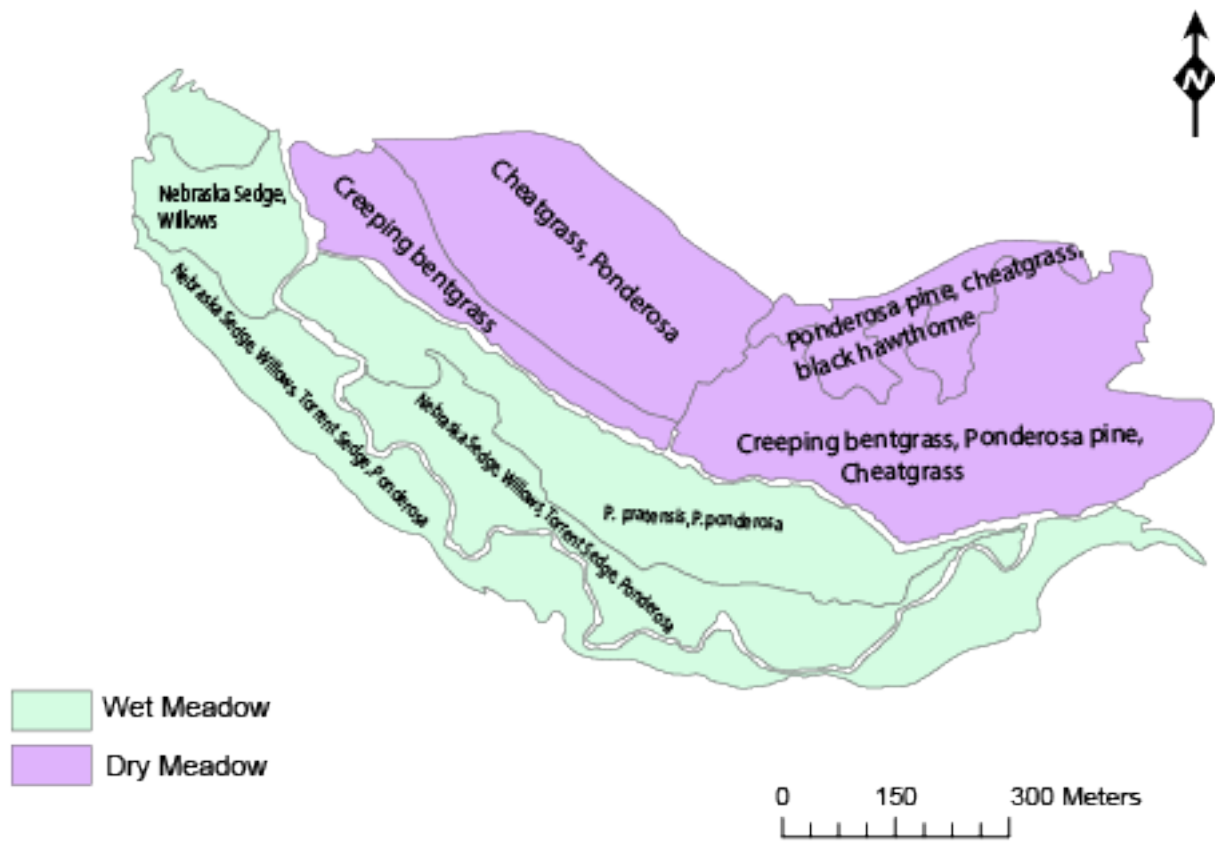 N
Nebraska Sedge,
Willows
Creeping bentgrass
Cheatgrass, Ponderosa
Ponderosa pine, cheatgrass,
black hawthorne
Creeping bentgrass, Ponderosa pine,
Cheatgrass
Nebraska Sedge, Willows, Torrent Sedge, Ponderosa
Nebraska Sedge, Willows, Torrent Sedge, Ponderosa
P. pratensis, P.ponderosa
Wet Meadow
Dry Meadow
0 150 300 Meters